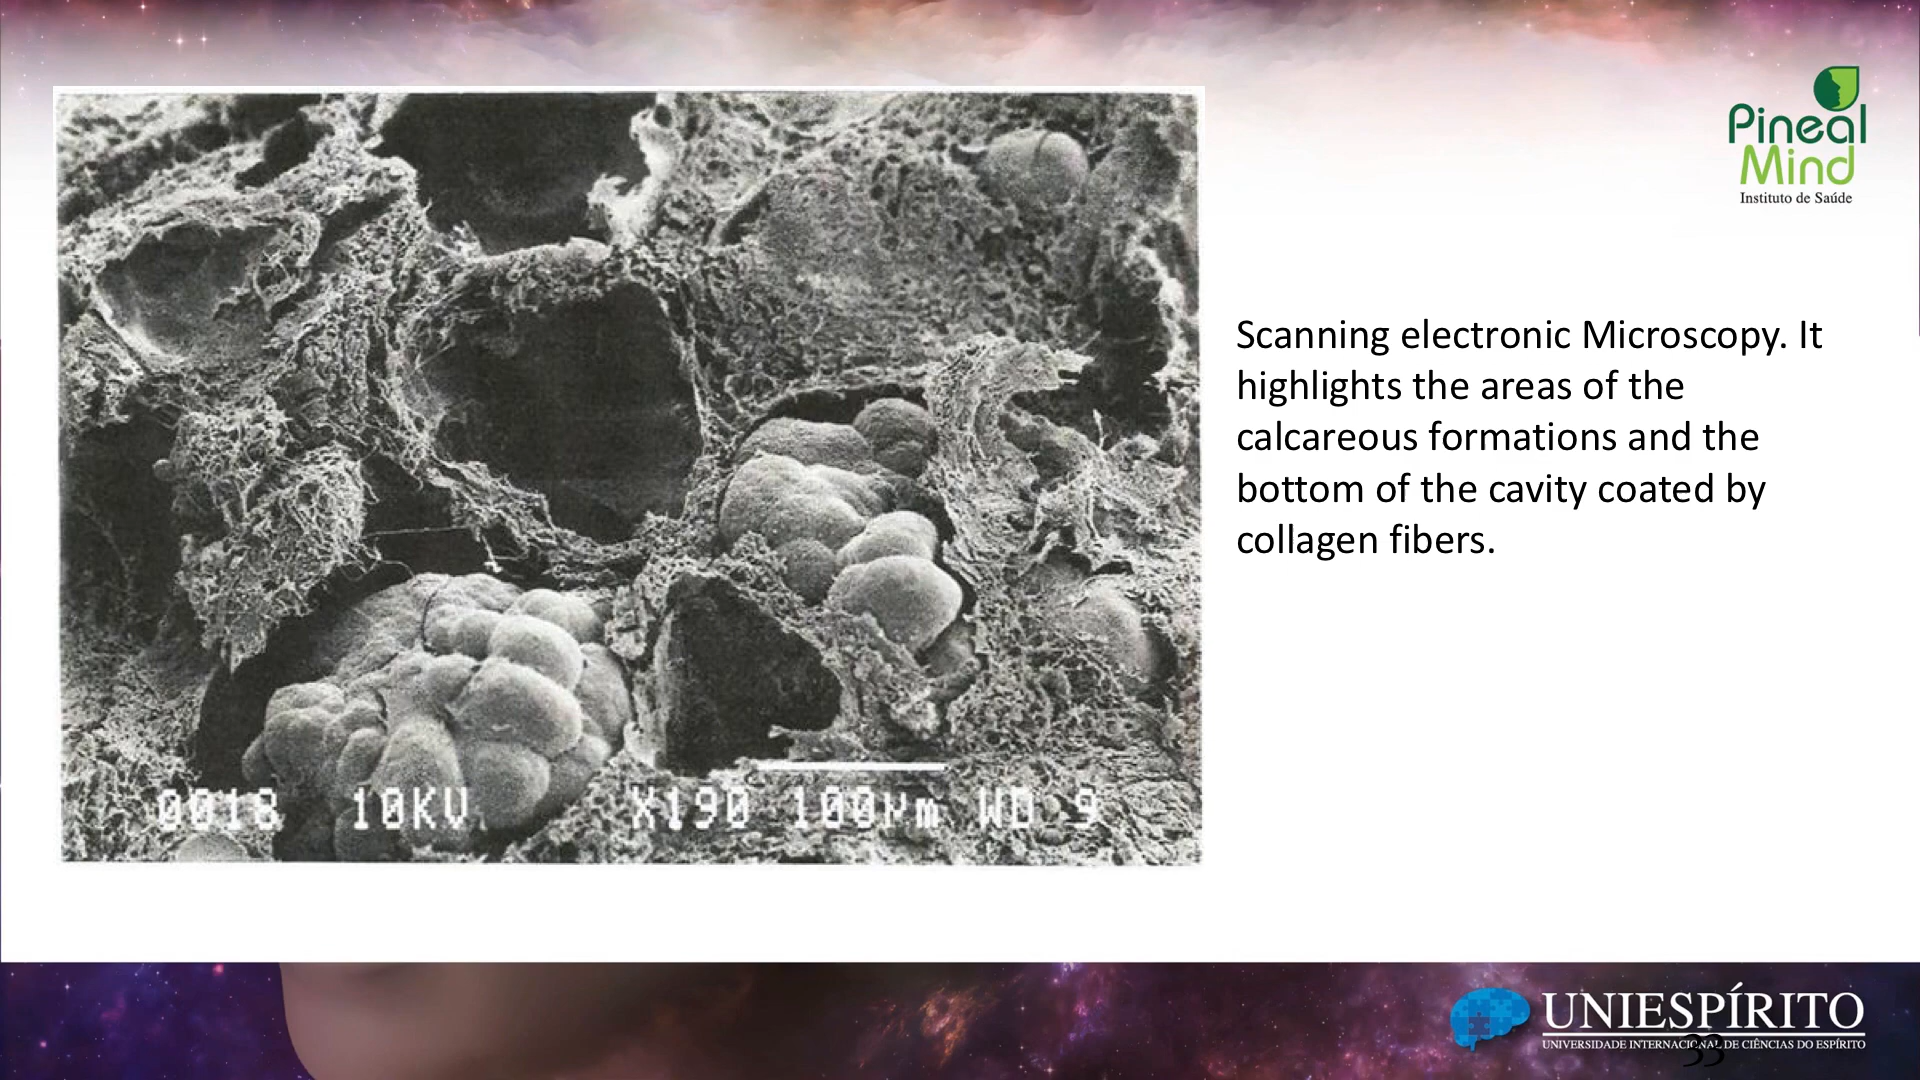 Pineal
Mind
Instituto de Saúde
Scanning electronic Microscopy. It
highlights the areas of the
calcareous formations and the
bottom of the cavity coated by
collagen fibers.
0018 10KV X190 100µm WD 9
UNIESPÍRITO
UNIVERSIDADE INTERNACIONAL DE CIÊNCIAS DO ESPÍRITO
33